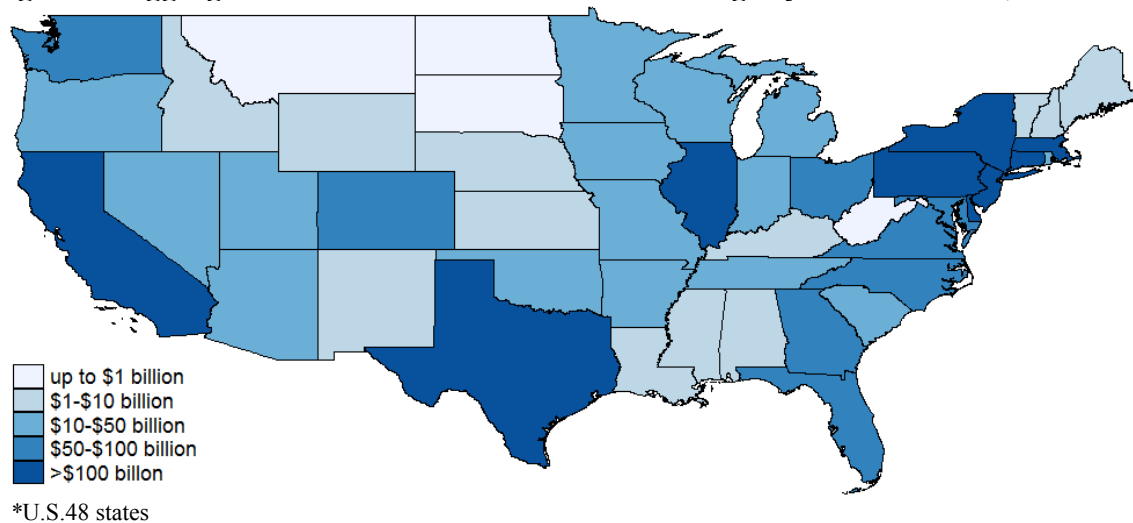 up to $1 billion
$1-$10 billion
$10-$50 billion
$50-$100 billion
>$100 billon
*U.S.48 states